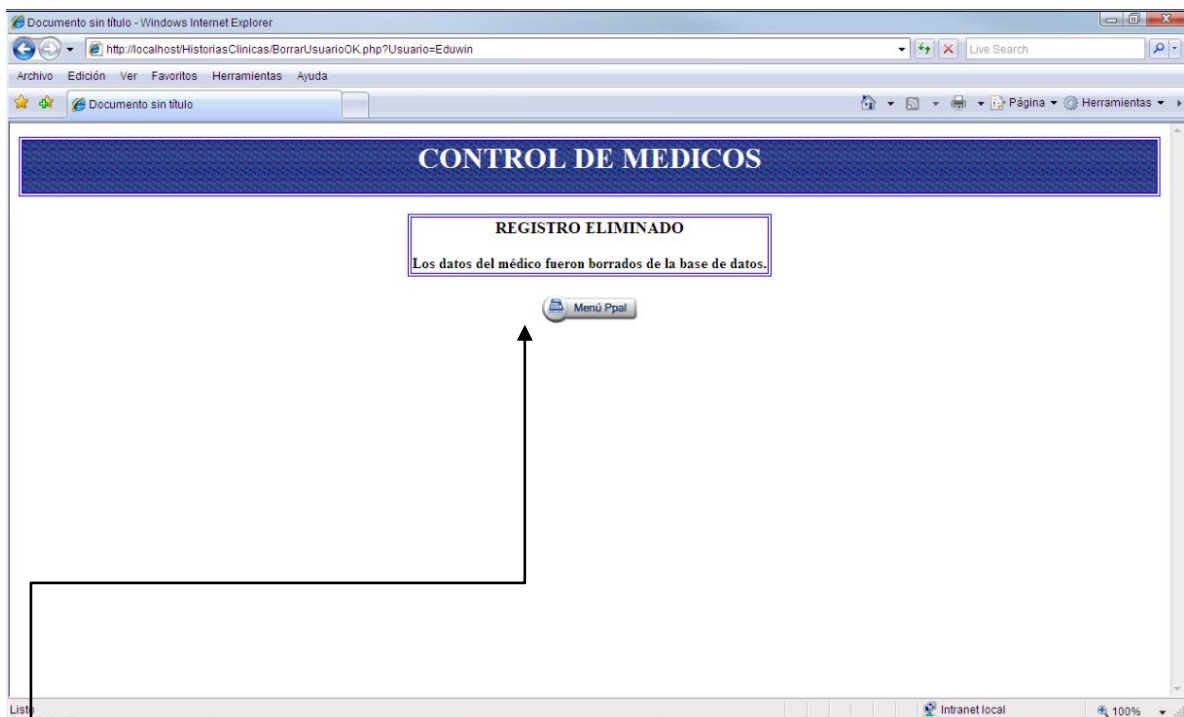 Documento sin título - Windows Internet Explorer
http://localhost/HistoriasClinicas/BorrarUsuarioOK.php?Usuario=Eduwin
Live Search
Archivo Edición Ver Favoritos Herramientas Ayuda
Documento sin título
Página Herramientas
CONTROL DE MEDICOS
REGISTRO ELIMINADO
Los datos del médico fueron borrados de la base de datos.
Menú Ppal
Listo Intranet local 100%